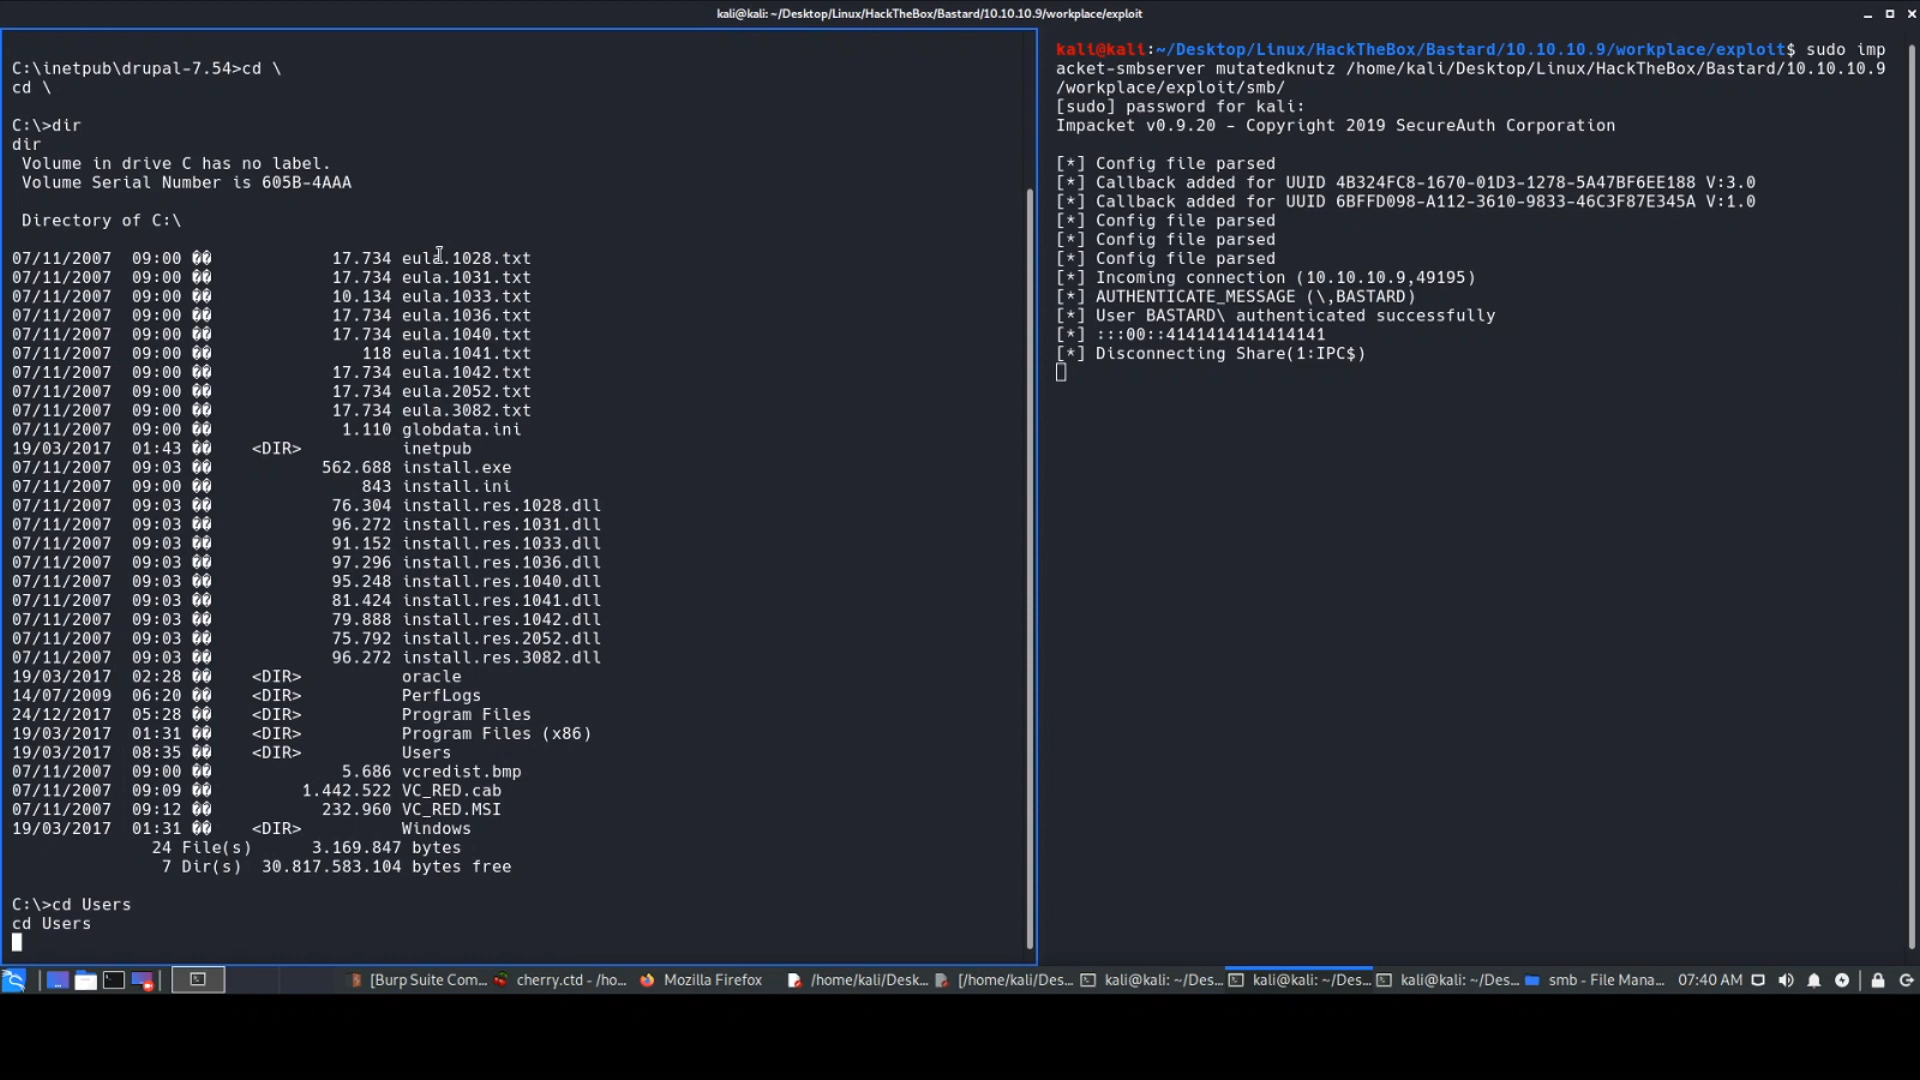 kali@kali: ~/Desktop/Linux/HackTheBox/Bastard/10.10.10.9/workplace/exploit
C:\inetpub\drupal-7.54>cd \
cd \
C:\>dir
dir
 Volume in drive C has no label.
 Volume Serial Number is 605B-4AAA
 Directory of C:\
07/11/2007  09:00 ��            17.734 eula.1028.txt
07/11/2007  09:00 ��            17.734 eula.1031.txt
07/11/2007  09:00 ��            10.134 eula.1033.txt
07/11/2007  09:00 ��            17.734 eula.1036.txt
07/11/2007  09:00 ��            17.734 eula.1040.txt
07/11/2007  09:00 ��               118 eula.1041.txt
07/11/2007  09:00 ��            17.734 eula.1042.txt
07/11/2007  09:00 ��            17.734 eula.2052.txt
07/11/2007  09:00 ��            17.734 eula.3082.txt
07/11/2007  09:00 ��             1.110 globdata.ini
19/03/2017  01:43 ��    <DIR>          inetpub
07/11/2007  09:03 ��           562.688 install.exe
07/11/2007  09:00 ��               843 install.ini
07/11/2007  09:03 ��            76.304 install.res.1028.dll
07/11/2007  09:03 ��            96.272 install.res.1031.dll
07/11/2007  09:03 ��            91.152 install.res.1033.dll
07/11/2007  09:03 ��            97.296 install.res.1036.dll
07/11/2007  09:03 ��            95.248 install.res.1040.dll
07/11/2007  09:03 ��            81.424 install.res.1041.dll
07/11/2007  09:03 ��            79.888 install.res.1042.dll
07/11/2007  09:03 ��            75.792 install.res.2052.dll
07/11/2007  09:03 ��            96.272 install.res.3082.dll
19/03/2017  02:28 ��    <DIR>          oracle
14/07/2009  06:20 ��    <DIR>          PerfLogs
24/12/2017  05:28 ��    <DIR>          Program Files
19/03/2017  01:31 ��    <DIR>          Program Files (x86)
19/03/2017  08:35 ��    <DIR>          Users
07/11/2007  09:00 ��             5.686 vcredist.bmp
07/11/2007  09:09 ��         1.442.522 VC_RED.cab
07/11/2007  09:12 ��           232.960 VC_RED.MSI
19/03/2017  01:31 ��    <DIR>          Windows
              24 File(s)      3.169.847 bytes
               7 Dir(s)  30.817.583.104 bytes free
C:\>cd Users
cd Users
kali@kali:~/Desktop/Linux/HackTheBox/Bastard/10.10.10.9/workplace/exploit$ sudo imp
acket-smbserver mutatedknutz /home/kali/Desktop/Linux/HackTheBox/Bastard/10.10.10.9
/workplace/exploit/smb/
[sudo] password for kali:
Impacket v0.9.20 - Copyright 2019 SecureAuth Corporation
[*] Config file parsed
[*] Callback added for UUID 4B324FC8-1670-01D3-1278-5A47BF6EE188 V:3.0
[*] Callback added for UUID 6BFFD098-A112-3610-9833-46C3F87E345A V:1.0
[*] Config file parsed
[*] Config file parsed
[*] Config file parsed
[*] Incoming connection (10.10.10.9,49195)
[*] AUTHENTICATE_MESSAGE (\,BASTARD)
[*] User BASTARD\ authenticated successfully
[*] :::00::4141414141414141
[*] Disconnecting Share(1:IPC$)
[Burp Suite Com... cherry.ctd - /ho... Mozilla Firefox /home/kali/Desk... [/home/kali/Des... kali@kali: ~/Des... kali@kali: ~/Des... kali@kali: ~/Des... smb - File Mana... 07:40 AM